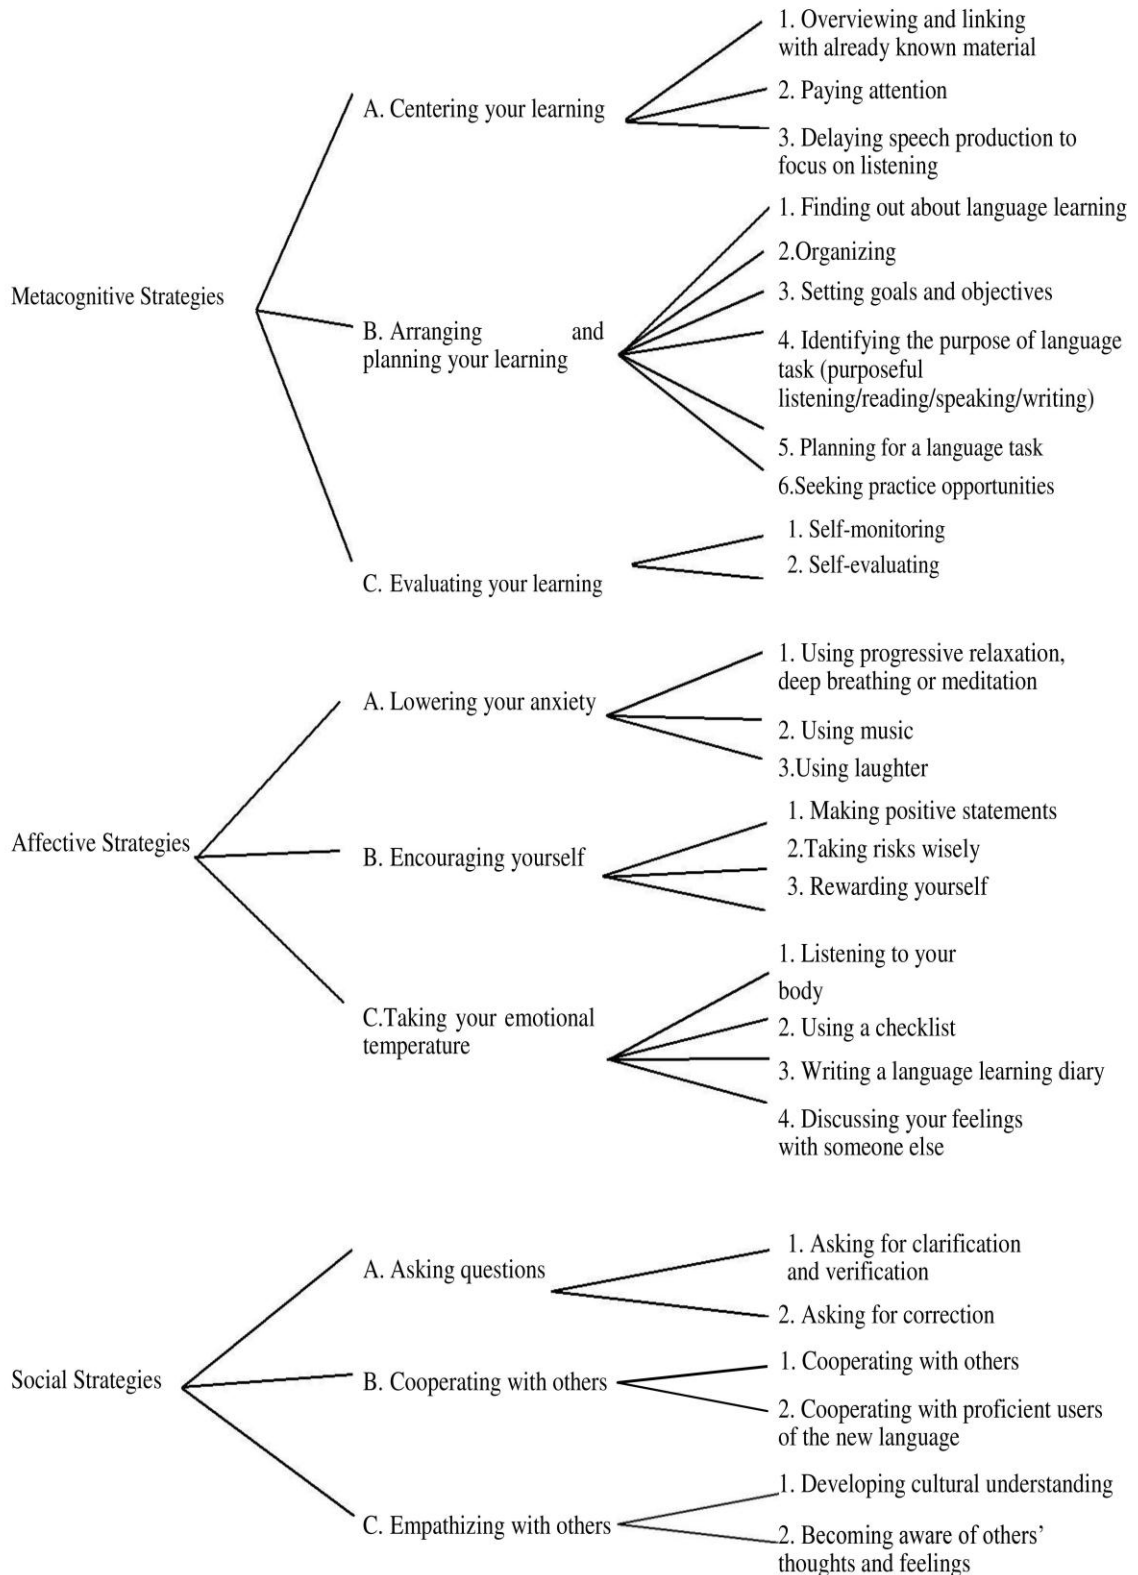 1. Overviewing and linking
with already known material
A. Centering your learning
2. Paying attention
3. Delaying speech production to
focus on listening
Metacognitive Strategies
B. Arranging and
planning your learning
1. Finding out about language learning
2.Organizing
3. Setting goals and objectives
4. Identifying the purpose of language
task (purposeful
listening/reading/speaking/writing)
5. Planning for a language task
6.Seeking practice opportunities
C. Evaluating your learning
1. Self-monitoring
2. Self-evaluating
Affective Strategies
A. Lowering your anxiety
1. Using progressive relaxation,
deep breathing or meditation
2. Using music
3.Using laughter
B. Encouraging yourself
1. Making positive statements
2.Taking risks wisely
3. Rewarding yourself
C.Taking your emotional
temperature
1. Listening to your
body
2. Using a checklist
3. Writing a language learning diary
4. Discussing your feelings
with someone else
Social Strategies
A. Asking questions
1. Asking for clarification
and verification
2. Asking for correction
B. Cooperating with others
1. Cooperating with others
2. Cooperating with proficient users
of the new language
C. Empathizing with others
1. Developing cultural understanding
2. Becoming aware of others’
thoughts and feelings